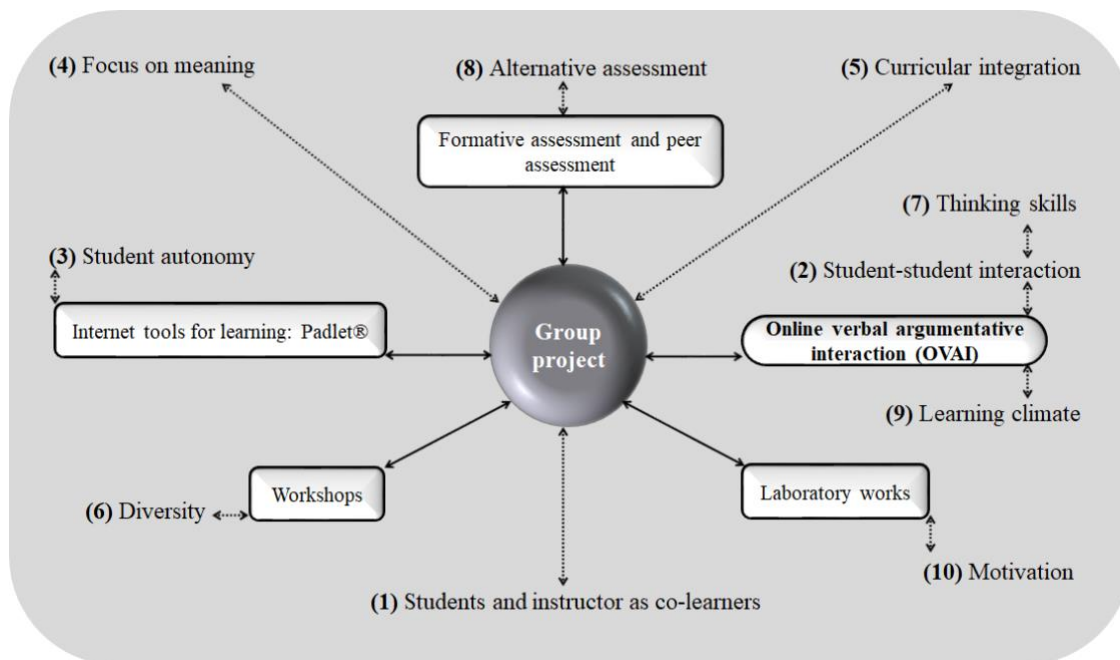 (4) Focus on meaning
(8) Alternative assessment
(5) Curricular integration
Formative assessment and peer
assessment
(7) Thinking skills
(3) Student autonomy
(2) Student-student interaction
Internet tools for learning: Padlet®
Group
project
Online verbal argumentative
interaction (OVAI)
(9) Learning climate
Workshops
Laboratory works
(6) Diversity
(10) Motivation
(1) Students and instructor as co-learners